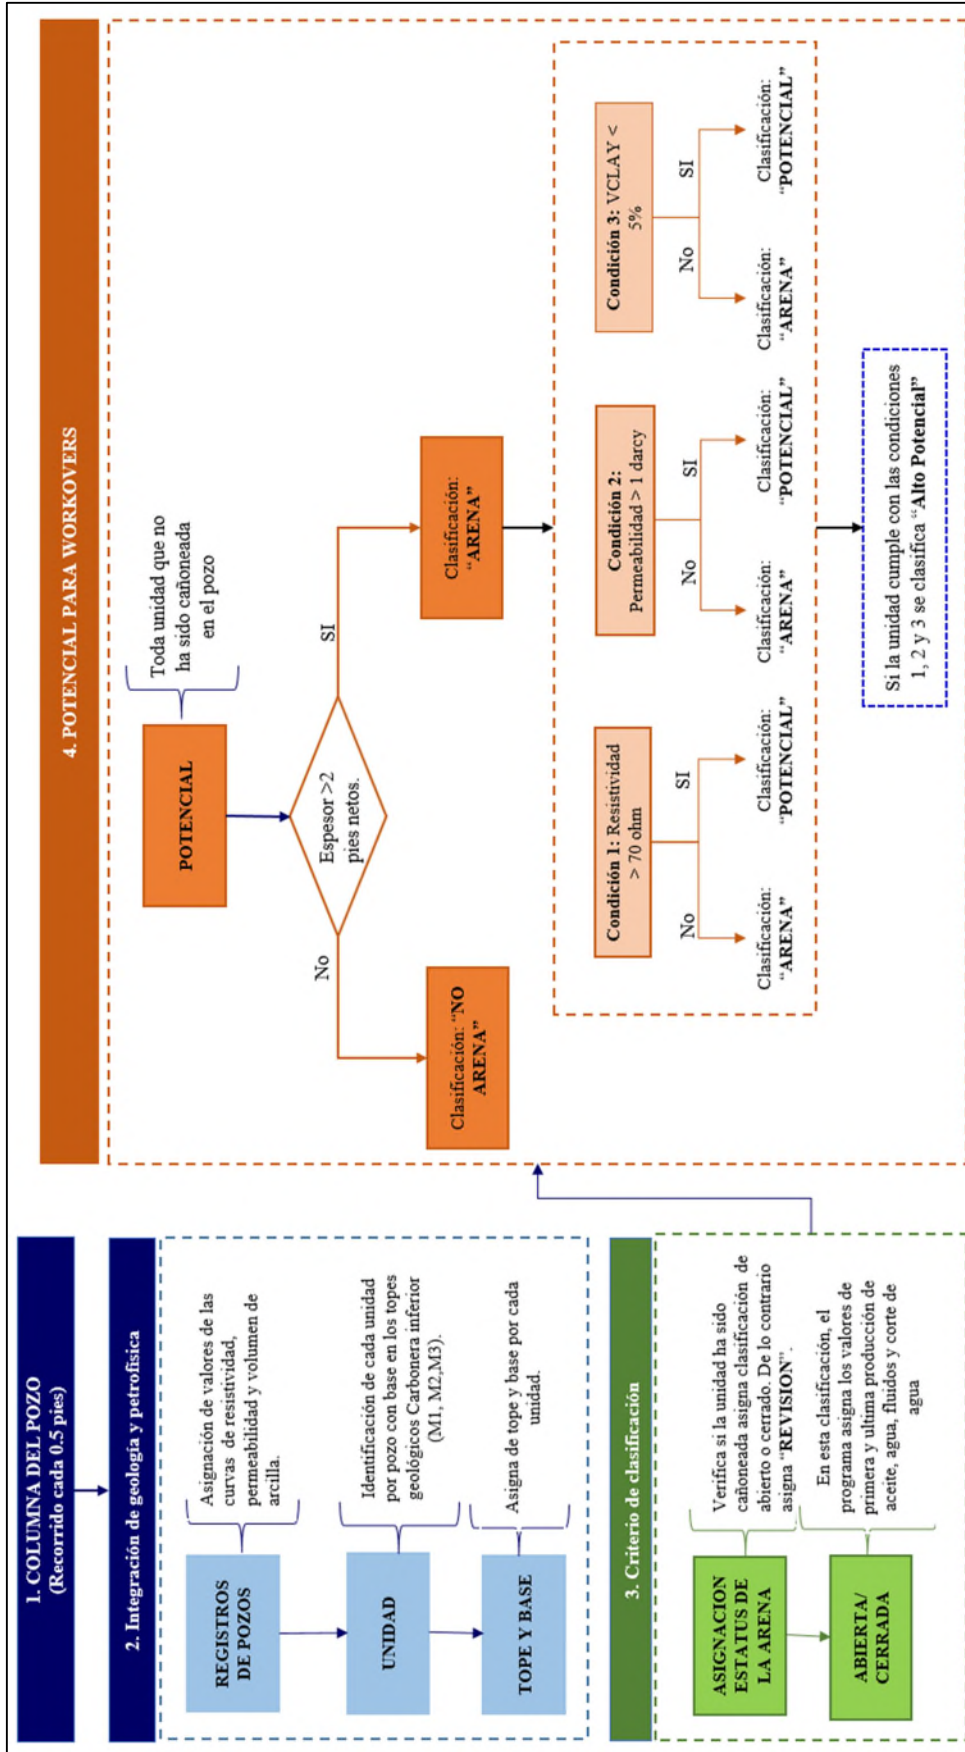 1. COLUMNA DEL POZO
(Recorrido cada 0.5 pies)
2. Integración de geología y petrofísica
REGISTROS
DE POZOS
Asignación de valores de las
curvas de resistividad,
permeabilidad y volumen de
arcilla.
UNIDAD
Identificación de cada unidad
por pozo con base en los topes
geológicos Carbonera inferior
(M1, M2,M3).
TOPE Y BASE
Asigna de tope y base por cada
unidad.
3. Criterio de clasificación
ASIGNACION
ESTATUS DE
LA ARENA
Verifica si la unidad ha sido
cañoneada asigna clasificación de
abierto o cerrado. De lo contrario
asigna “REVISION”.
ABIERTA/
CERRADA
En esta clasificación, el
programa asigna los valores de
primera y ultima producción de
aceite, agua, fluidos y corte de
agua
4. POTENCIAL PARA WORKOVERS
POTENCIAL
Toda unidad que no
ha sido cañoneada
en el pozo
Espesor >2
pies netos.
No
SI
Clasificación: “NO
ARENA”
Clasificación:
“ARENA”
Condición 1: Resistividad
> 70 ohm
No
SI
Clasificación:
“ARENA”
Clasificación:
“POTENCIAL”
Condición 2:
Permeabilidad > 1 darcy
No
SI
Clasificación:
“ARENA”
Clasificación:
“POTENCIAL”
Condición 3: VCLAY <
5%
No
SI
Clasificación:
“ARENA”
Clasificación:
“POTENCIAL”
Si la unidad cumple con las condiciones
1, 2 y 3 se clasifica “Alto Potencial”